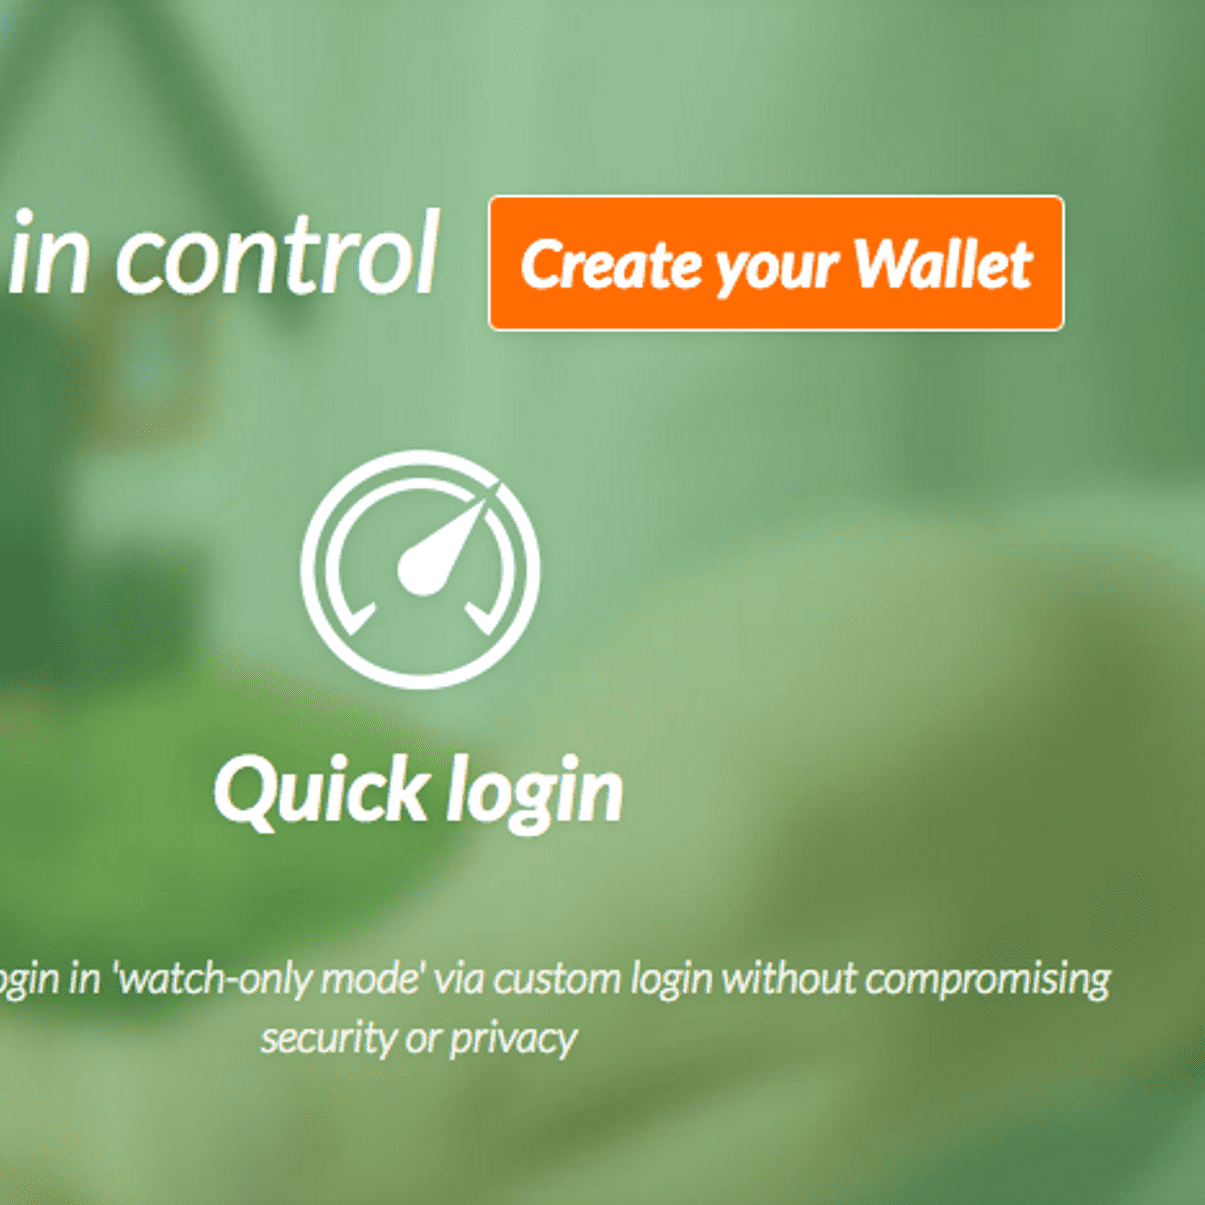 in control
Create your Wallet
Quick login
login in 'watch-only mode' via custom login without compromising
security or privacy